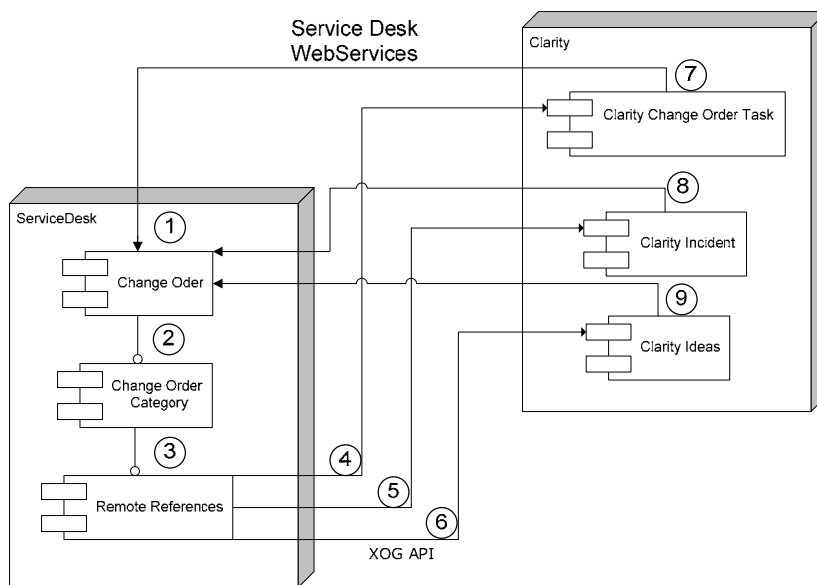 Service Desk
WebServices
Clarity
7
Clarity Change Order Task
8
ServiceDesk
1
Change Oder
Clarity Incident
9
2
Clarity Ideas
Change Order
Category
3
4
5
Remote References
6
XOG API